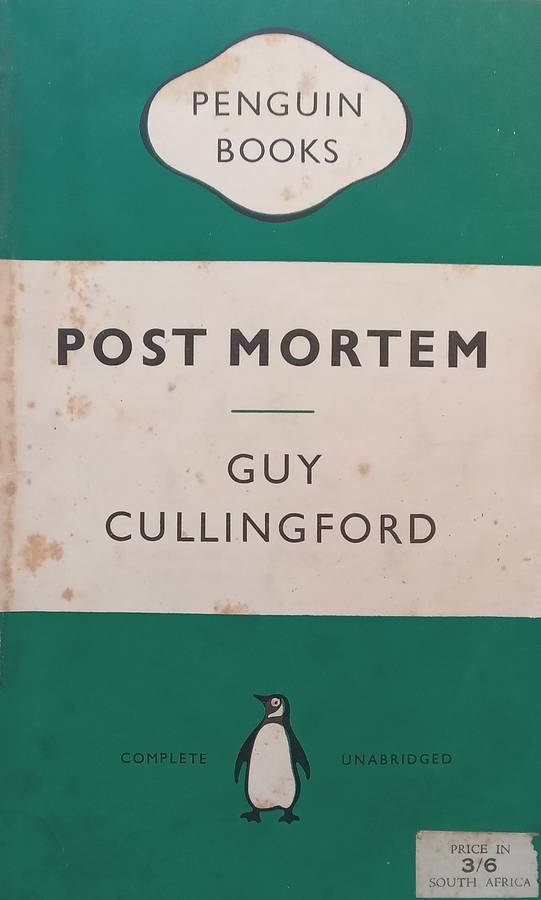 PENGUIN
BOOKS
POST MORTEM
GUY
CULLINGFORD
COMPLETE UNABRIDGED
PRICE IN
3/6
SOUTH AFRICA